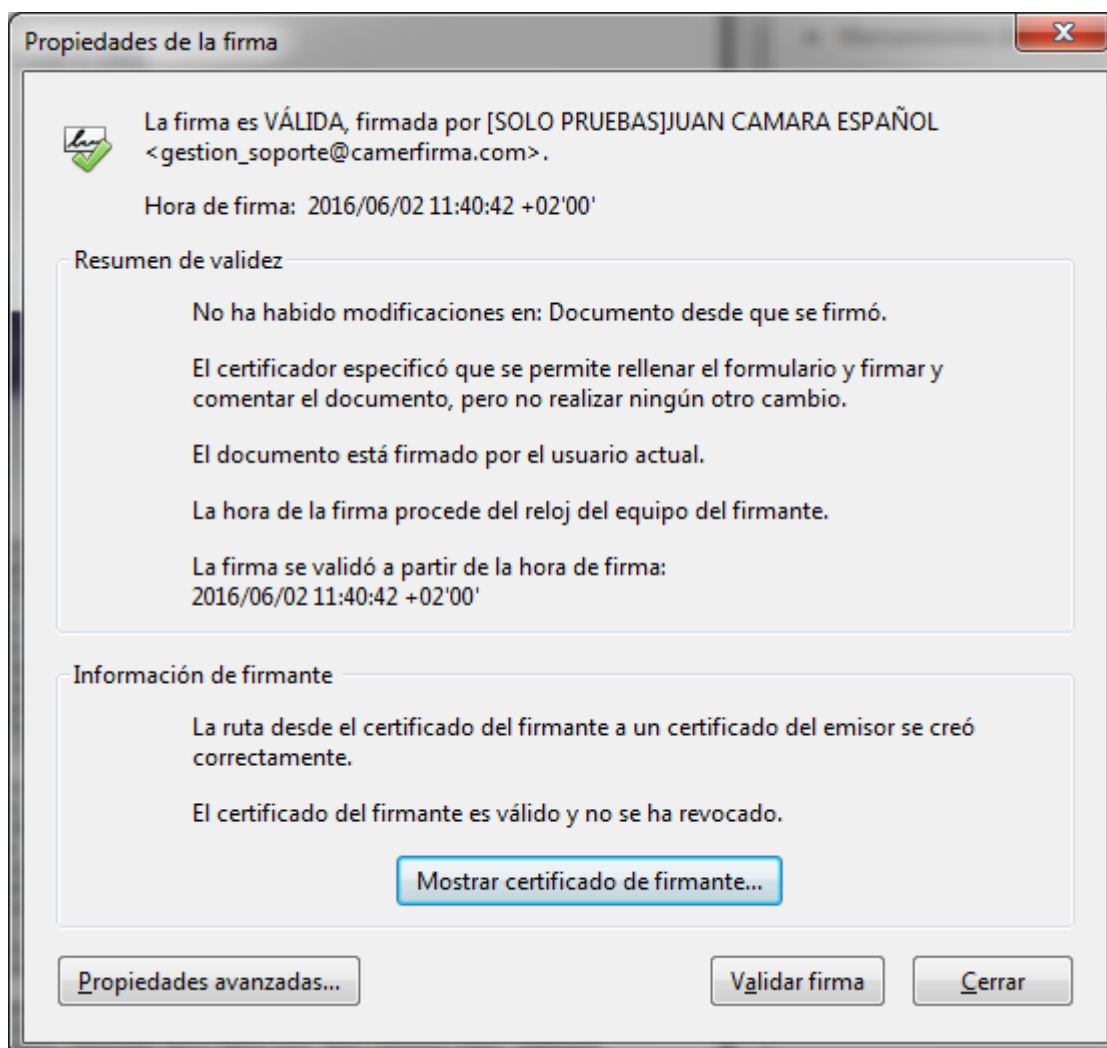 Propiedades de la firma
La firma es VÁLIDA, firmada por [SOLO PRUEBAS]JUAN CAMARA ESPAÑOL
<gestion_soporte@camerfirma.com>.
Hora de firma: 2016/06/02 11:40:42 +02'00'
Resumen de validez
No ha habido modificaciones en: Documento desde que se firmó.
El certificador especificó que se permite rellenar el formulario y firmar y
comentar el documento, pero no realizar ningún otro cambio.
El documento está firmado por el usuario actual.
La hora de la firma procede del reloj del equipo del firmante.
La firma se validó a partir de la hora de firma:
2016/06/02 11:40:42 +02'00'
Información de firmante
La ruta desde el certificado del firmante a un certificado del emisor se creó
correctamente.
El certificado del firmante es válido y no se ha revocado.
Mostrar certificado de firmante...
Propiedades avanzadas...
Validar firma
Cerrar